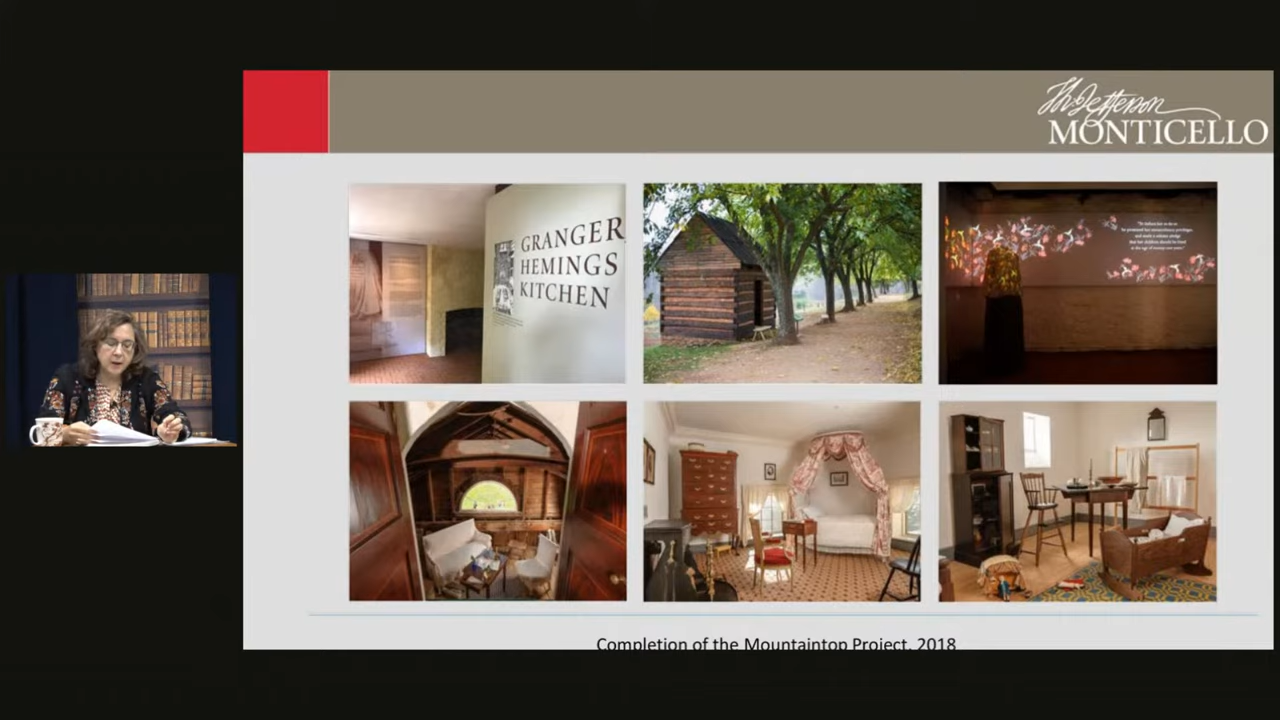 Th Jefferson
MONTICELLO
GRANGER
HEMINGS
KITCHEN
Completion of the Mountaintop Project, 2018